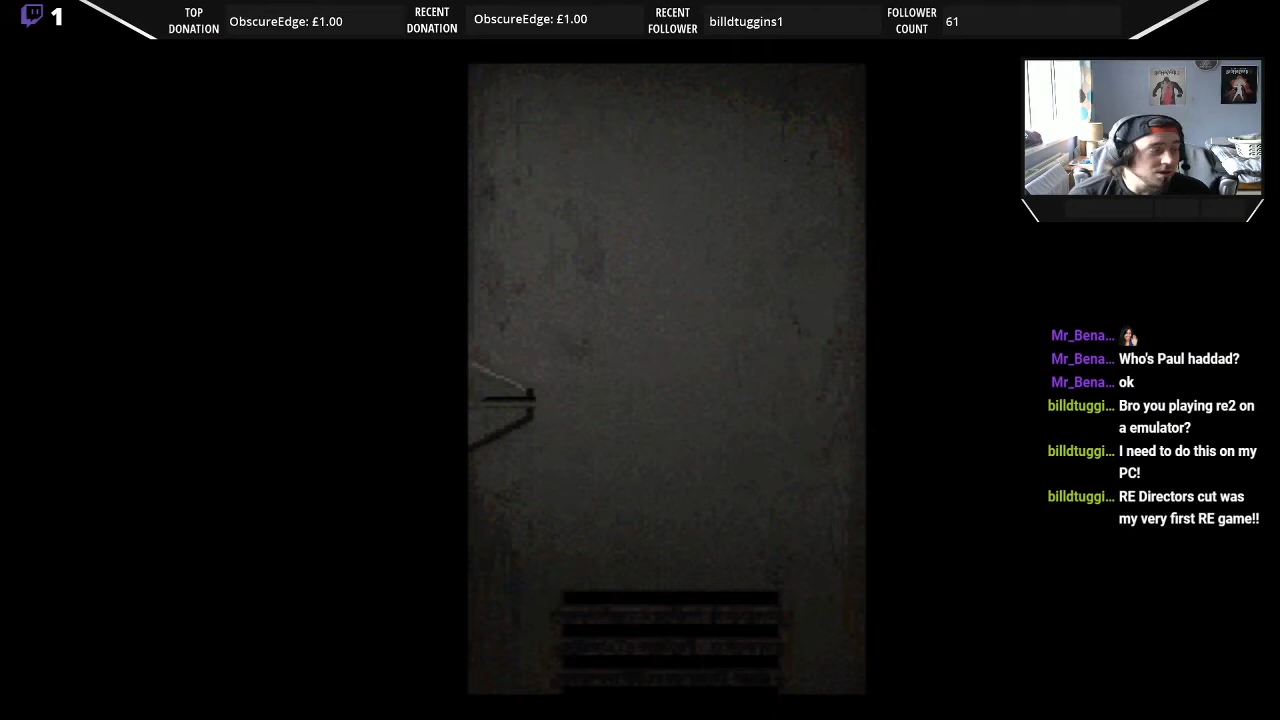 1
TOP DONATION
ObscureEdge: £1.00
RECENT DONATION
ObscureEdge: £1.00
RECENT FOLLOWER
billdtuggins1
FOLLOWER COUNT
61
Mr_Bena...
Mr_Bena... Who's Paul haddad?
Mr_Bena... ok
billdtuggi... Bro you playing re2 on
a emulator?
billdtuggi... I need to do this on my
PC!
billdtuggi... RE Directors cut was
my very first RE game!!